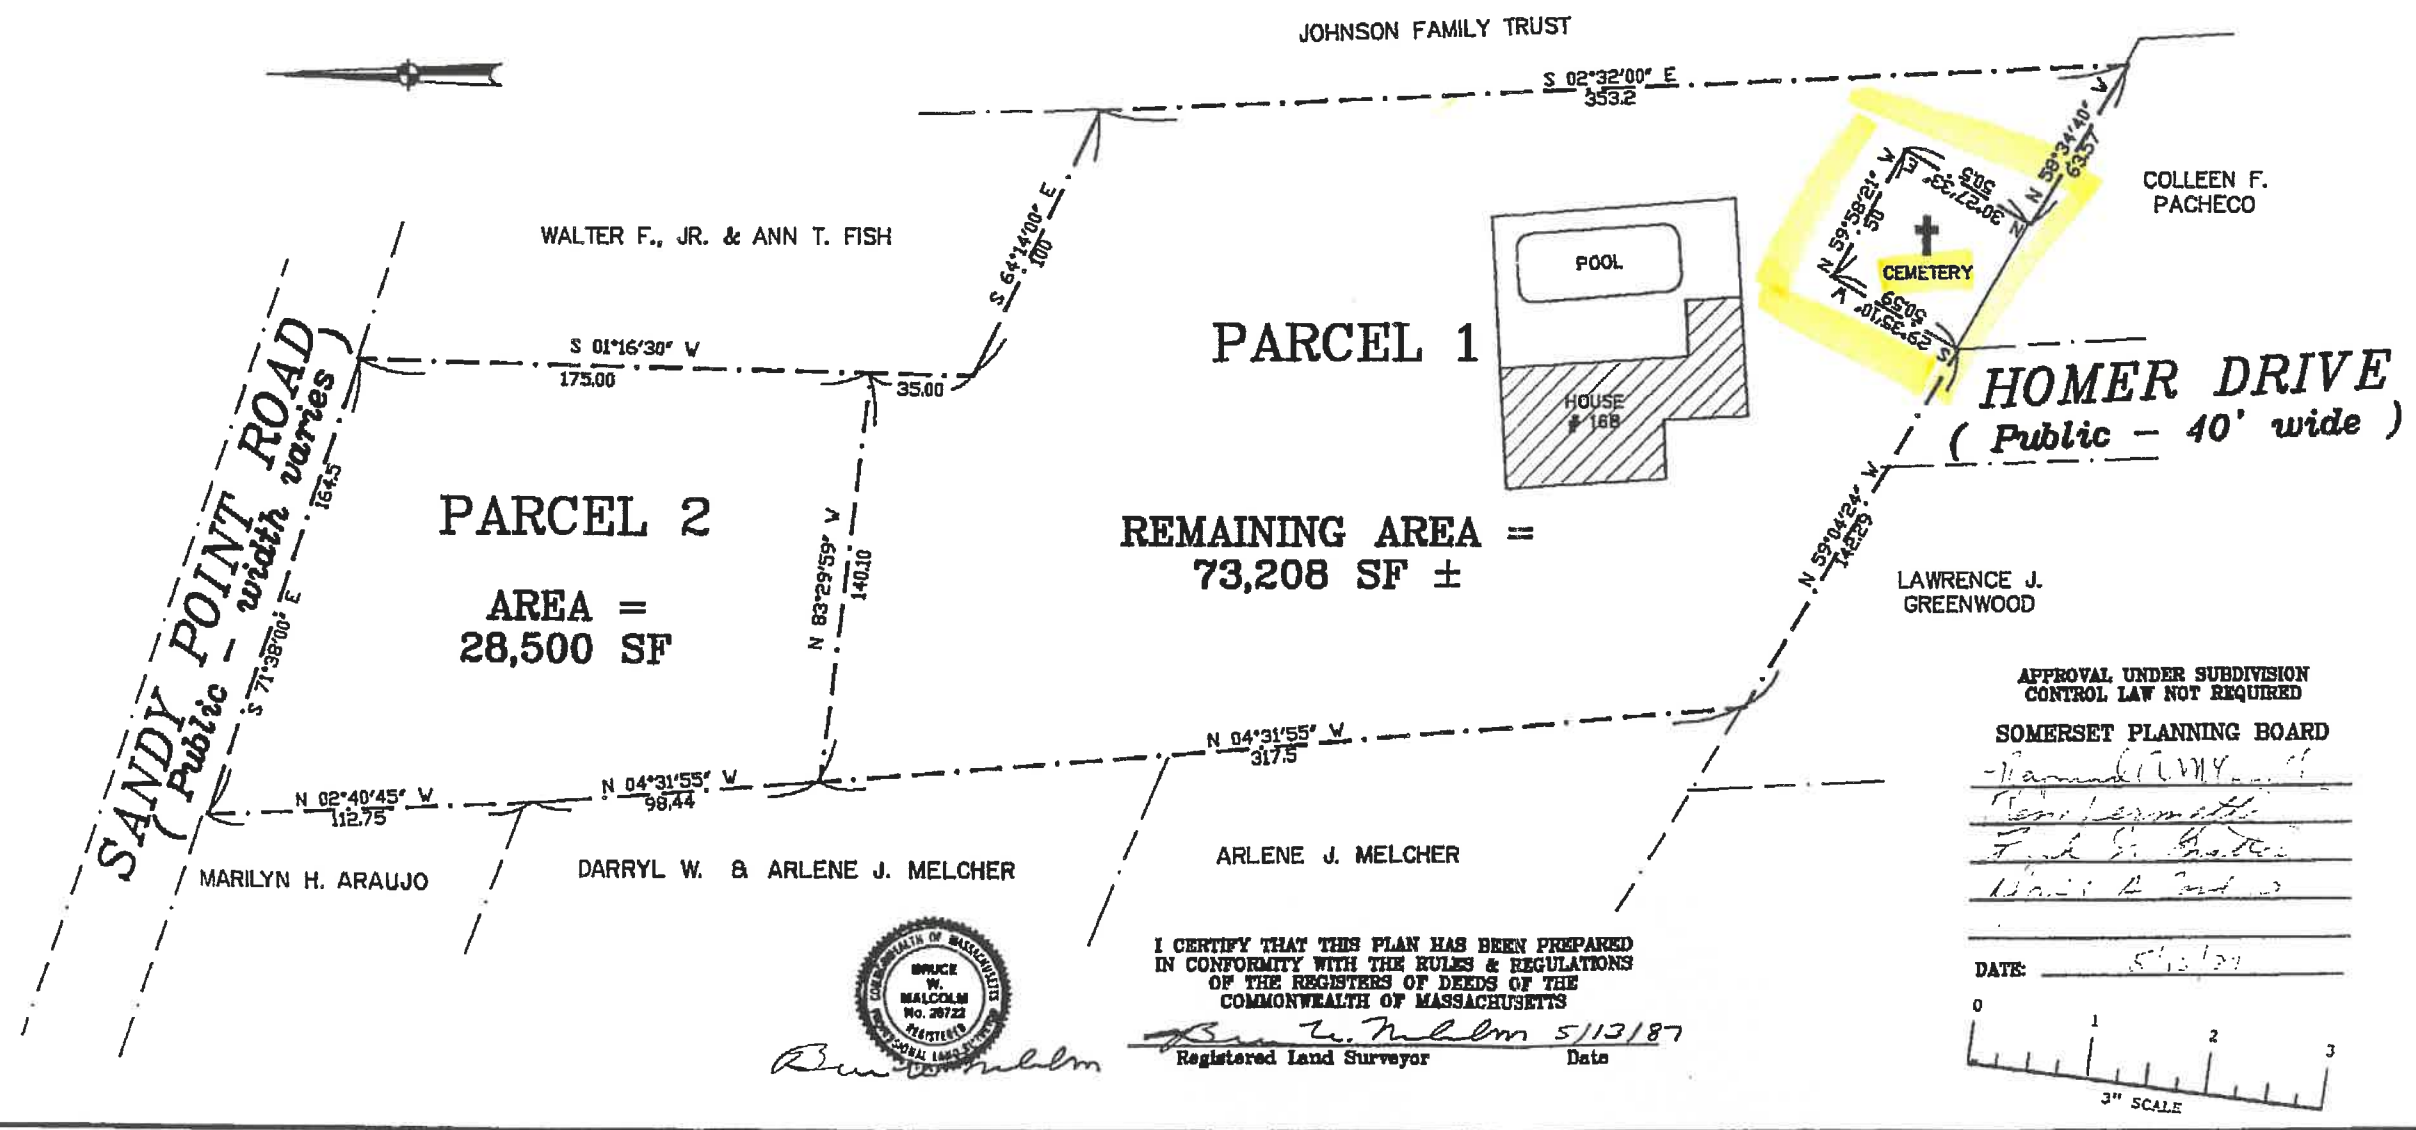 JOHNSON FAMILY TRUST
S 02°32'00" E
353.2
WALTER F., JR. & ANN T. FISH
S 64°14'00" E
100
N 58°34'40" W
63.57
COLLEEN F.
PACHECO
N 59°58'21" W
50
N 30°27'33" E
50.5
CEMETERY
S 29°35'10" W
50.59
POOL
HOUSE
# 168
PARCEL 1
S 01°16'30" W
175.00
35.00
HOMER DRIVE
( Public - 40' wide )
SANDY POINT ROAD
( Public - width varies )
164.5
S 71°38'00" E
PARCEL 2
AREA =
28,500 SF
N 83°29'59" W
140.10
REMAINING AREA =
73,208 SF ±
N 59°04'24" W
142.29
LAWRENCE J.
GREENWOOD
N 04°31'55" W
317.5
N 04°31'55" W
98.44
N 02°40'45" W
112.75
MARILYN H. ARAUJO
DARRYL W. & ARLENE J. MELCHER
ARLENE J. MELCHER
APPROVAL UNDER SUBDIVISION
CONTROL LAW NOT REQUIRED
SOMERSET PLANNING BOARD
DATE:
COMMONWEALTH OF MASSACHUSETTS
BRUCE
W.
MALCOLM
No. 26722
REGISTERED
PROFESSIONAL LAND SURVEYOR
I CERTIFY THAT THIS PLAN HAS BEEN PREPARED
IN CONFORMITY WITH THE RULES & REGULATIONS
OF THE REGISTERS OF DEEDS OF THE
COMMONWEALTH OF MASSACHUSETTS
5/13/87
Registered Land Surveyor Date
0 1 2 3
3" SCALE